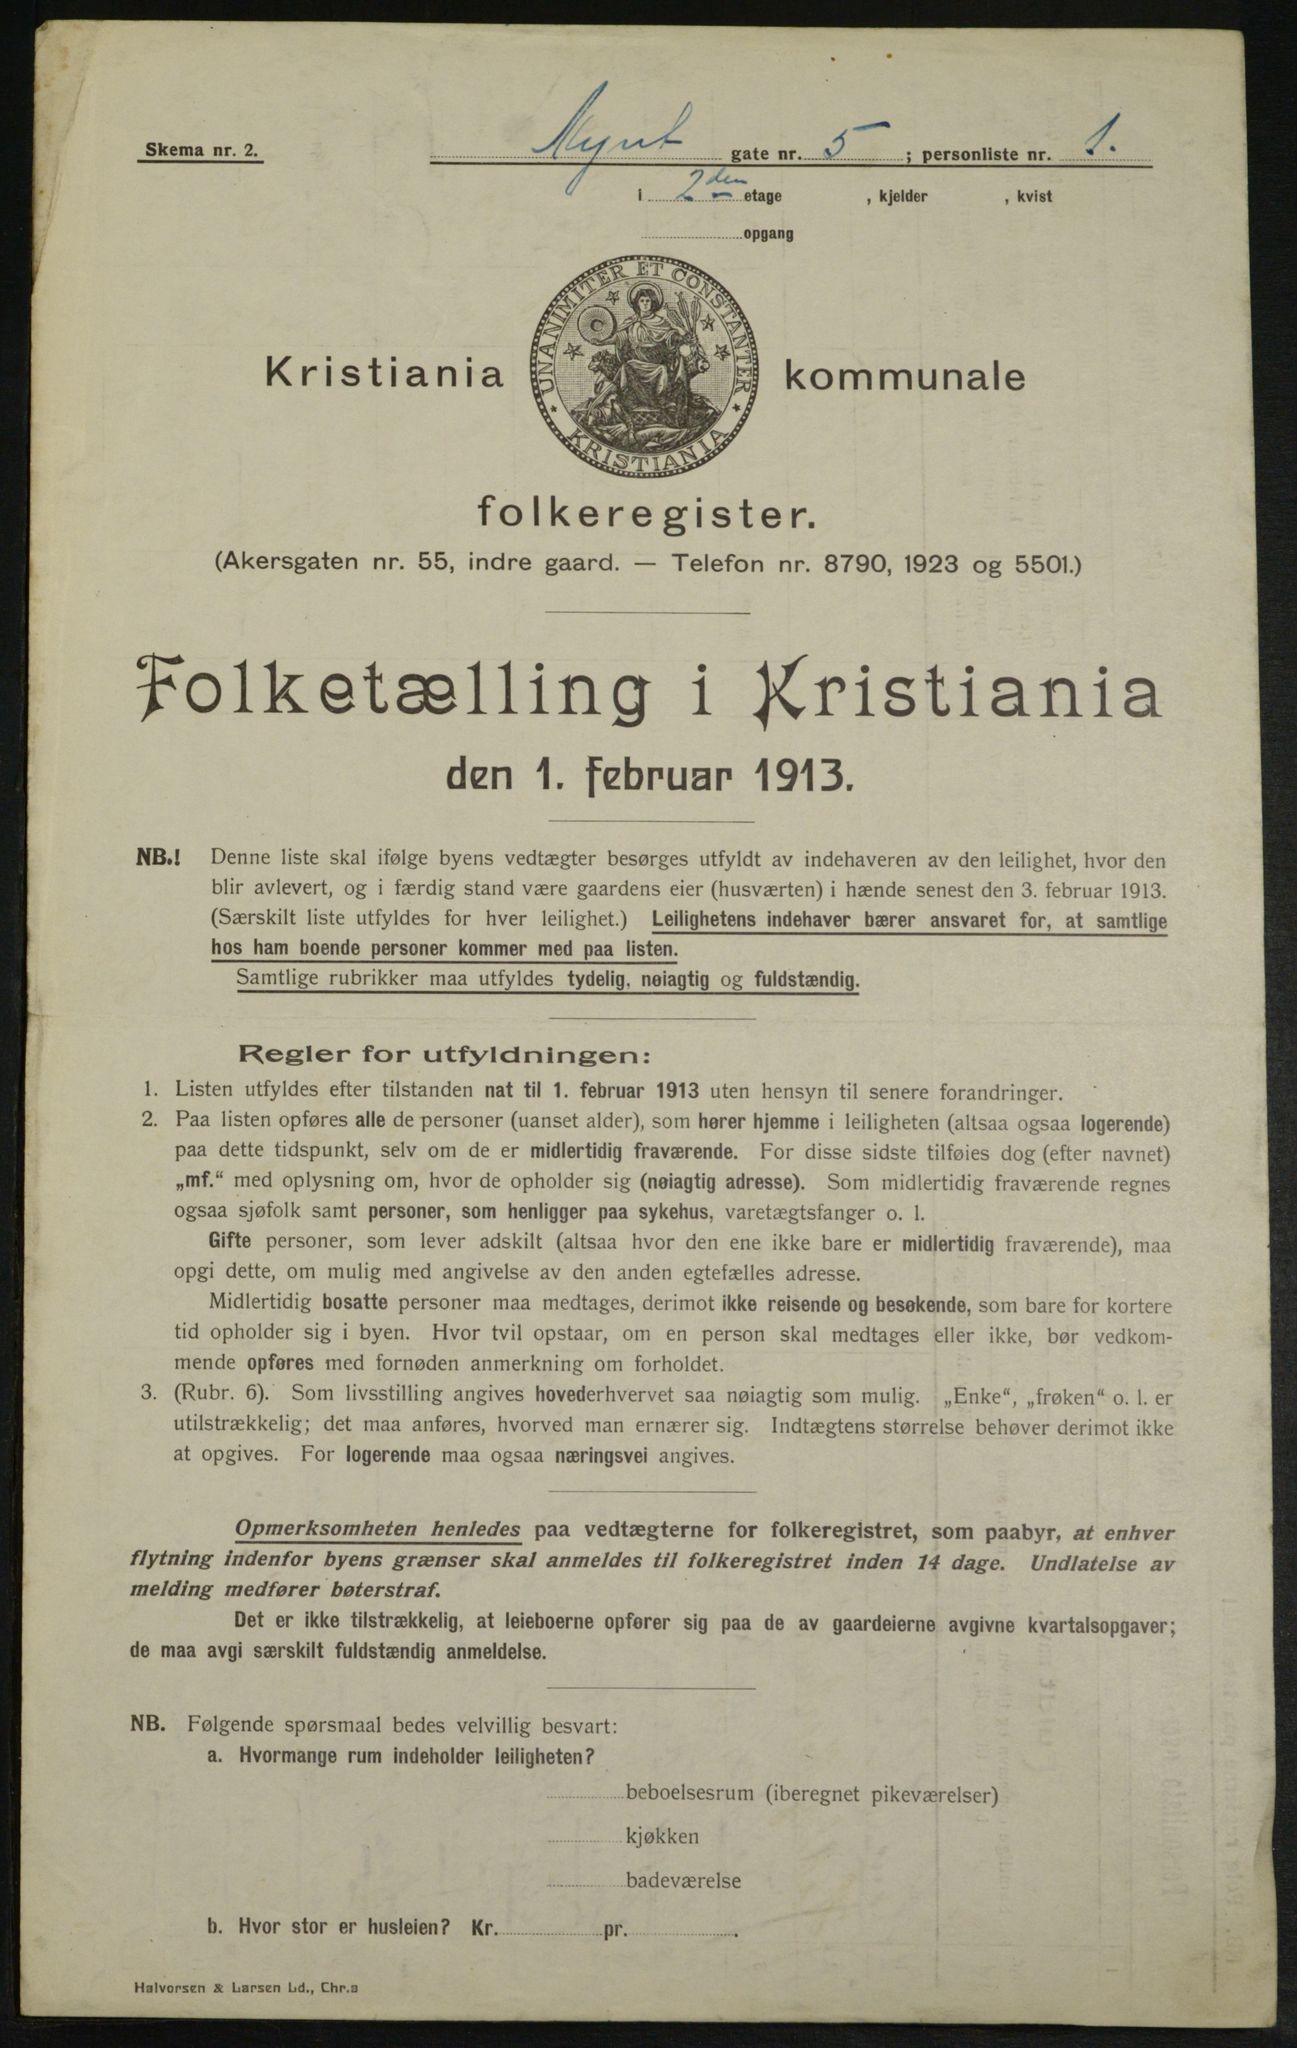 Skema nr. 2.
Mynt gate nr. 5 ; personliste nr. 1.
i 2den etage , kjelder , kvist
opgang
UNANIMITER ET CONSTANTER
KRISTIANIA
Kristiania kommunale
folkeregister.
(Akersgaten nr. 55, indre gaard. — Telefon nr. 8790, 1923 og 5501.)
Folketælling i Kristiania
den 1. februar 1913.
NB.! Denne liste skal ifølge byens vedtægter besørges utfyldt av indehaveren av den leilighet, hvor den
blir avlevert, og i færdig stand være gaardens eier (husværten) i hænde senest den 3. februar 1913.
(Særskilt liste utfyldes for hver leilighet.) Leilighetens indehaver bærer ansvaret for, at samtlige
hos ham boende personer kommer med paa listen.
Samtlige rubrikker maa utfyldes tydelig, nøiagtig og fuldstændig.
Regler for utfyldningen:
1. Listen utfyldes efter tilstanden nat til 1. februar 1913 uten hensyn til senere forandringer.
2. Paa listen opføres alle de personer (uanset alder), som hører hjemme i leiligheten (altsaa ogsaa logerende)
paa dette tidspunkt, selv om de er midlertidig fraværende. For disse sidste tilføies dog (efter navnet)
„mf.“ med oplysning om, hvor de opholder sig (nøiagtig adresse). Som midlertidig fraværende regnes
ogsaa sjøfolk samt personer, som henligger paa sykehus, varetægtsfanger o. l.
Gifte personer, som lever adskilt (altsaa hvor den ene ikke bare er midlertidig fraværende), maa
opgi dette, om mulig med angivelse av den anden egtefælles adresse.
Midlertidig bosatte personer maa medtages, derimot ikke reisende og besøkende, som bare for kortere
tid opholder sig i byen. Hvor tvil opstaar, om en person skal medtages eller ikke, bør vedkom-
mende opføres med fornøden anmerkning om forholdet.
3. (Rubr. 6). Som livsstilling angives hovederhvervet saa nøiagtig som mulig. „Enke“, „frøken“ o. l. er
utilstrækkelig; det maa anføres, hvorved man ernærer sig. Indtægtens størrelse behøver derimot ikke
at opgives. For logerende maa ogsaa næringsvei angives.
Opmerksomheten henledes paa vedtægterne for folkeregistret, som paabyr, at enhver
flytning indenfor byens grænser skal anmeldes til folkeregistret inden 14 dage. Undlatelse av
melding medfører bøterstraf.
Det er ikke tilstrækkelig, at leieboerne opfører sig paa de av gaardeierne avgivne kvartalsopgaver;
de maa avgi særskilt fuldstændig anmeldelse.
NB. Følgende spørsmaal bedes velvillig besvart:
a. Hvormange rum indeholder leiligheten?
beboelsesrum (iberegnet pikeværelser)
kjøkken
badeværelse
b. Hvor stor er husleien? Kr. pr. .
Halvorsen & Larsen Ld., Chr.a